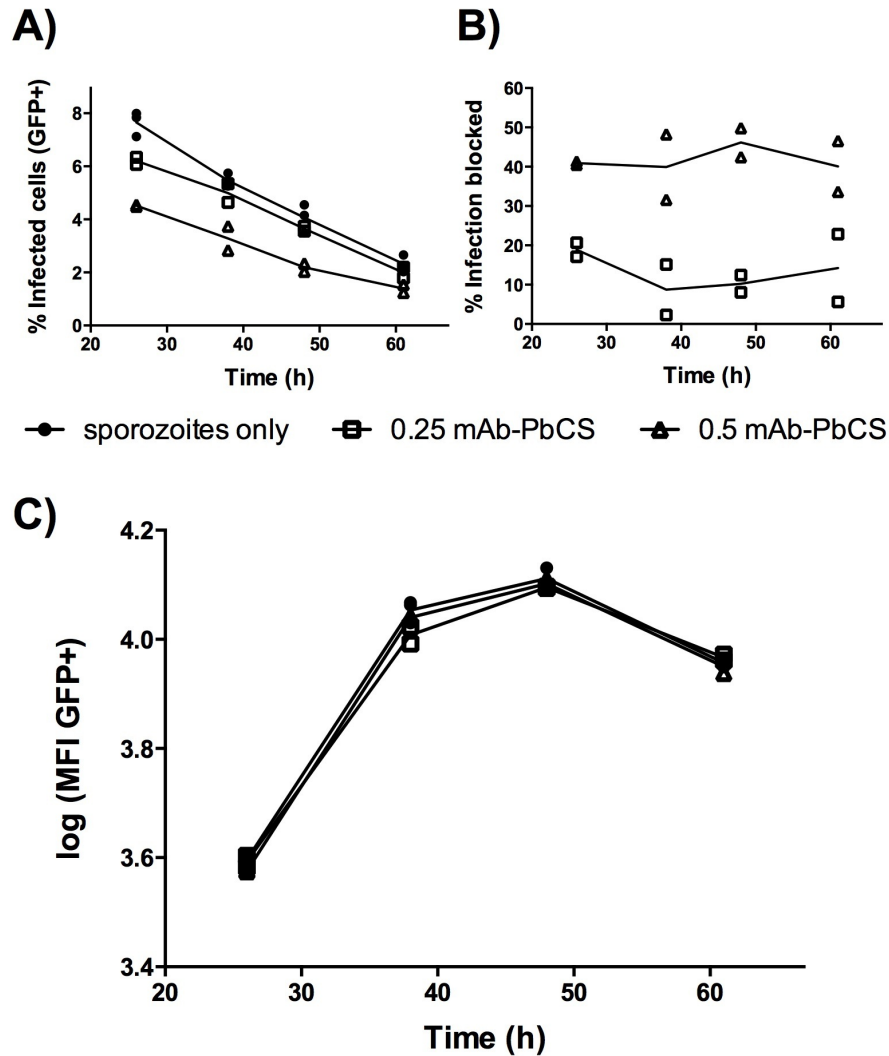 A)
% Infected cells (GFP+)
8
6
4
2
0
20 30 40 50 60
Time (h)
B)
% Infection blocked
60
50
40
30
20
10
0
20 30 40 50 60
Time (h)
sporozoites only 0.25 mAb-PbCS 0.5 mAb-PbCS
C)
log (MFI GFP+)
4.2
4.0
3.8
3.6
3.4
20 30 40 50 60
Time (h)